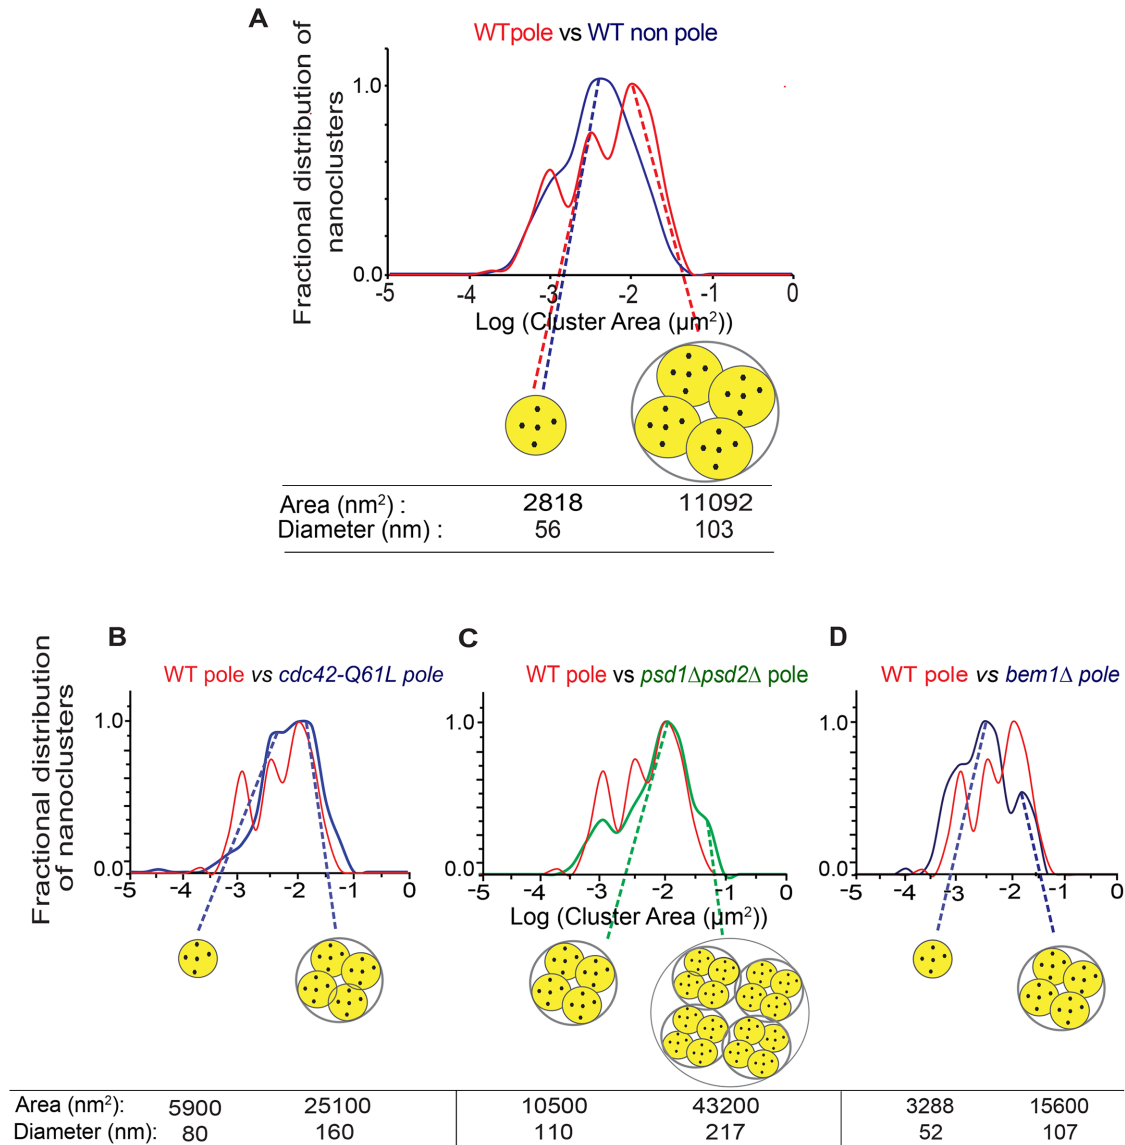 A
WTpole vs WT non pole
Fractional distribution of
nanoclusters
1.0
0.0
-5 -4 -3 -2 -1 0
Log (Cluster Area (µm²))
Area (nm²) : 2818 11092
Diameter (nm) : 56 103
B
WT pole vs cdc42-Q61L pole
Fractional distribution
of nanoclusters
1.0
0.0
-5 -4 -3 -2 -1 0
C
WT pole vs psd1Δpsd2Δ pole
1.0
0.0
-5 -4 -3 -2 -1 0
Log (Cluster Area (µm²))
D
WT pole vs bem1Δ pole
1.0
0.0
-5 -4 -3 -2 -1 0
Area (nm²): 5900 25100 10500 43200 3288 15600
Diameter (nm): 80 160 110 217 52 107